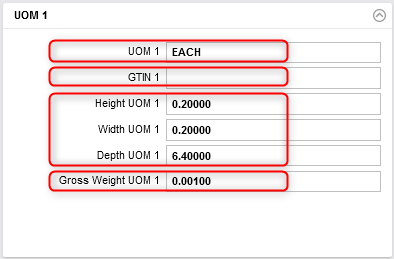 UOM 1
UOM 1 EACH
GTIN 1
Height UOM 1 0.20000
Width UOM 1 0.20000
Depth UOM 1 6.40000
Gross Weight UOM 1 0.00100